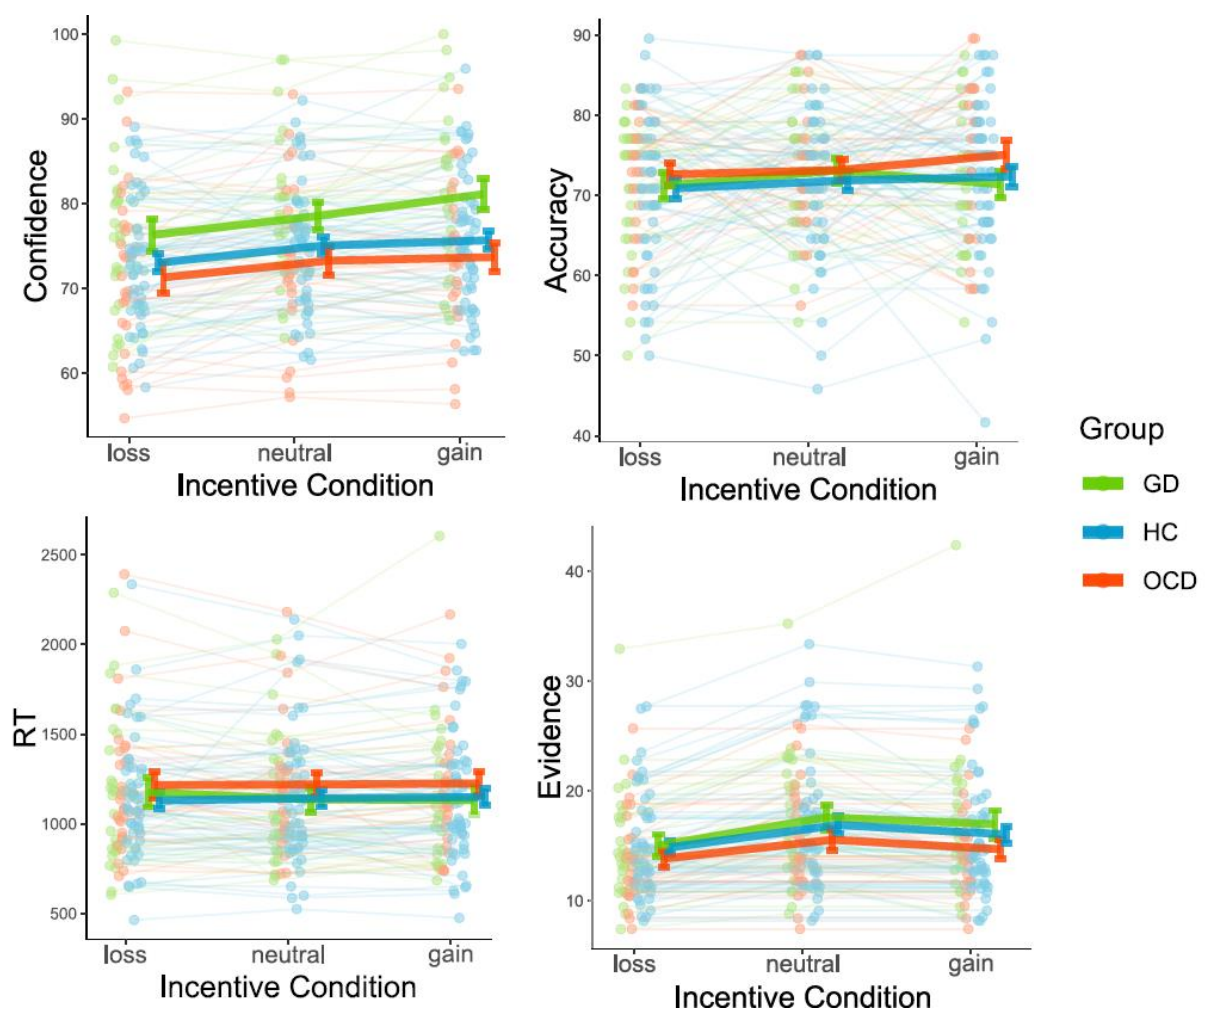 100
90
80
70
60
Confidence
loss neutral gain
Incentive Condition
90
80
70
60
50
40
Accuracy
loss neutral gain
Incentive Condition
Group
GD
HC
OCD
2500
2000
1500
1000
500
RT
loss neutral gain
Incentive Condition
40
30
20
10
Evidence
loss neutral gain
Incentive Condition